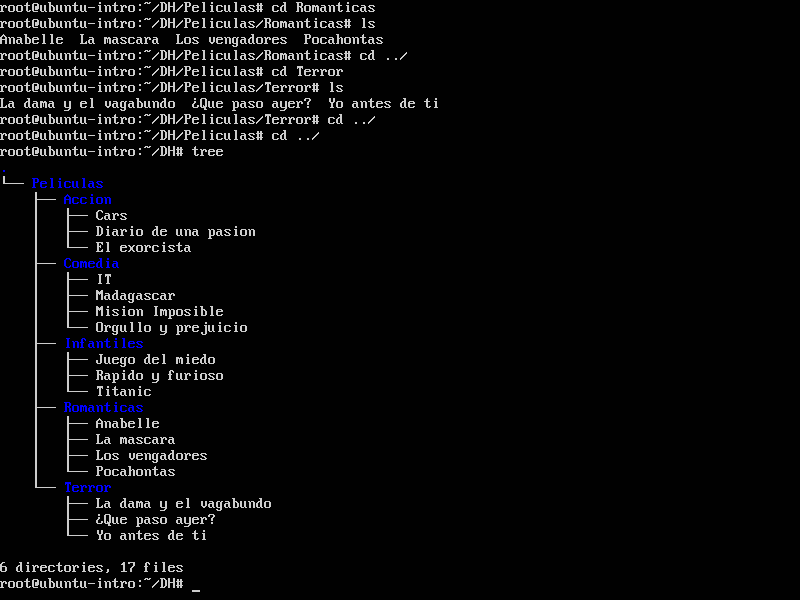 root@ubuntu-intro:~/DH/Peliculas# cd Romanticas
root@ubuntu-intro:~/DH/Peliculas/Romanticas# ls
Anabelle  La mascara  Los vengadores  Pocahontas
root@ubuntu-intro:~/DH/Peliculas/Romanticas# cd ../
root@ubuntu-intro:~/DH/Peliculas# cd Terror
root@ubuntu-intro:~/DH/Peliculas/Terror# ls
La dama y el vagabundo  ¿Que paso ayer?  Yo antes de ti
root@ubuntu-intro:~/DH/Peliculas/Terror# cd ../
root@ubuntu-intro:~/DH/Peliculas# cd ../
root@ubuntu-intro:~/DH# tree
.
└── Peliculas
    ├── Accion
    │   ├── Cars
    │   ├── Diario de una pasion
    │   └── El exorcista
    ├── Comedia
    │   ├── IT
    │   ├── Madagascar
    │   ├── Mision Imposible
    │   └── Orgullo y prejuicio
    ├── Infantiles
    │   ├── Juego del miedo
    │   ├── Rapido y furioso
    │   └── Titanic
    ├── Romanticas
    │   ├── Anabelle
    │   ├── La mascara
    │   ├── Los vengadores
    │   └── Pocahontas
    └── Terror
        ├── La dama y el vagabundo
        ├── ¿Que paso ayer?
        └── Yo antes de ti
6 directories, 17 files
root@ubuntu-intro:~/DH# _